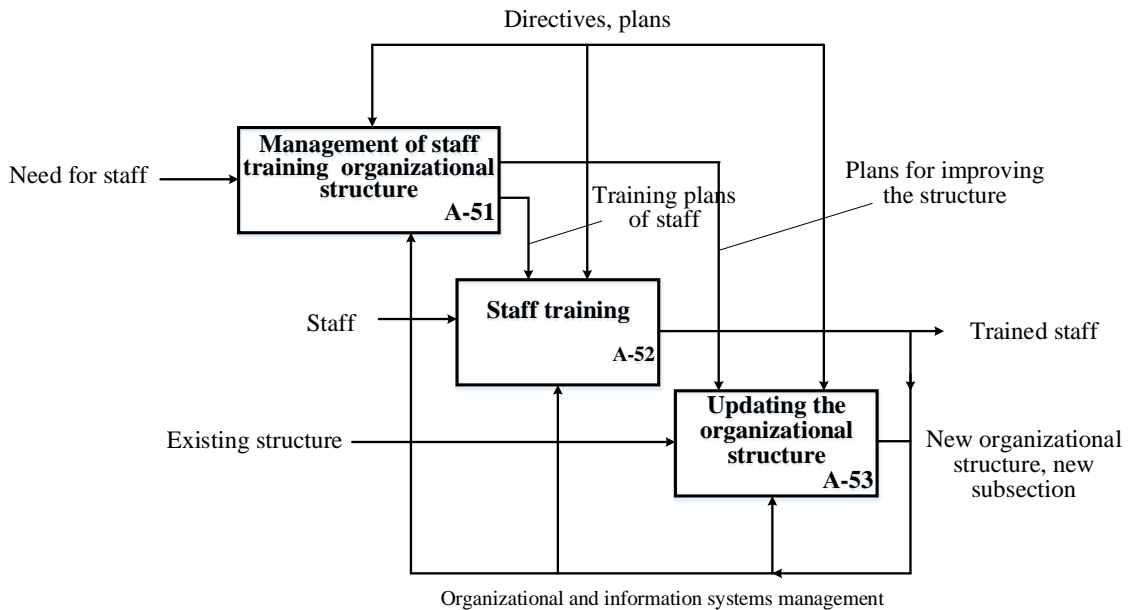 Directives, plans
Management of staff
training organizational
structure
A-51
Need for staff
Training plans
of staff
Plans for improving
the structure
Staff training
A-52
Staff
Trained staff
Updating the
organizational
structure
A-53
Existing structure
New organizational
structure, new
subsection
Organizational and information systems management